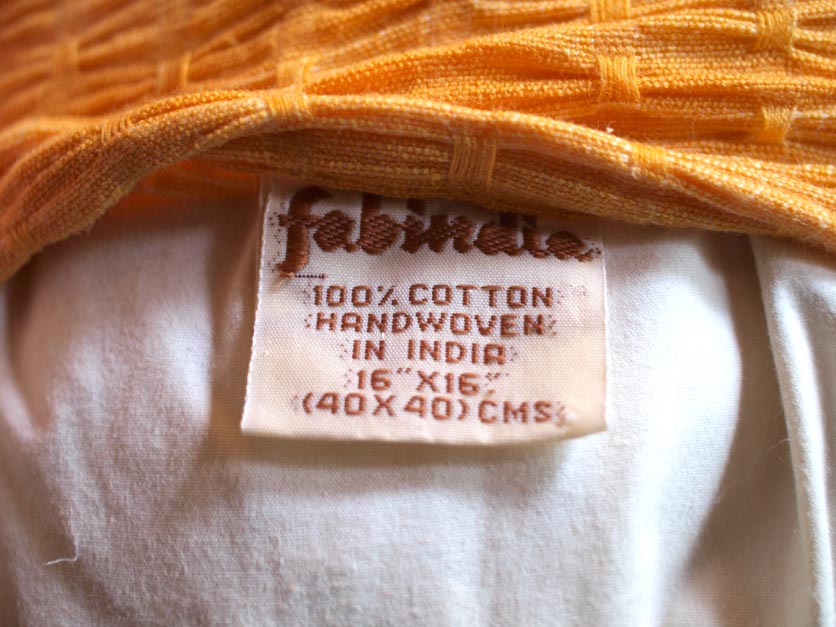 fabindia
100% COTTON
HANDWOVEN
IN INDIA
16"X16"
(40X40)CMS